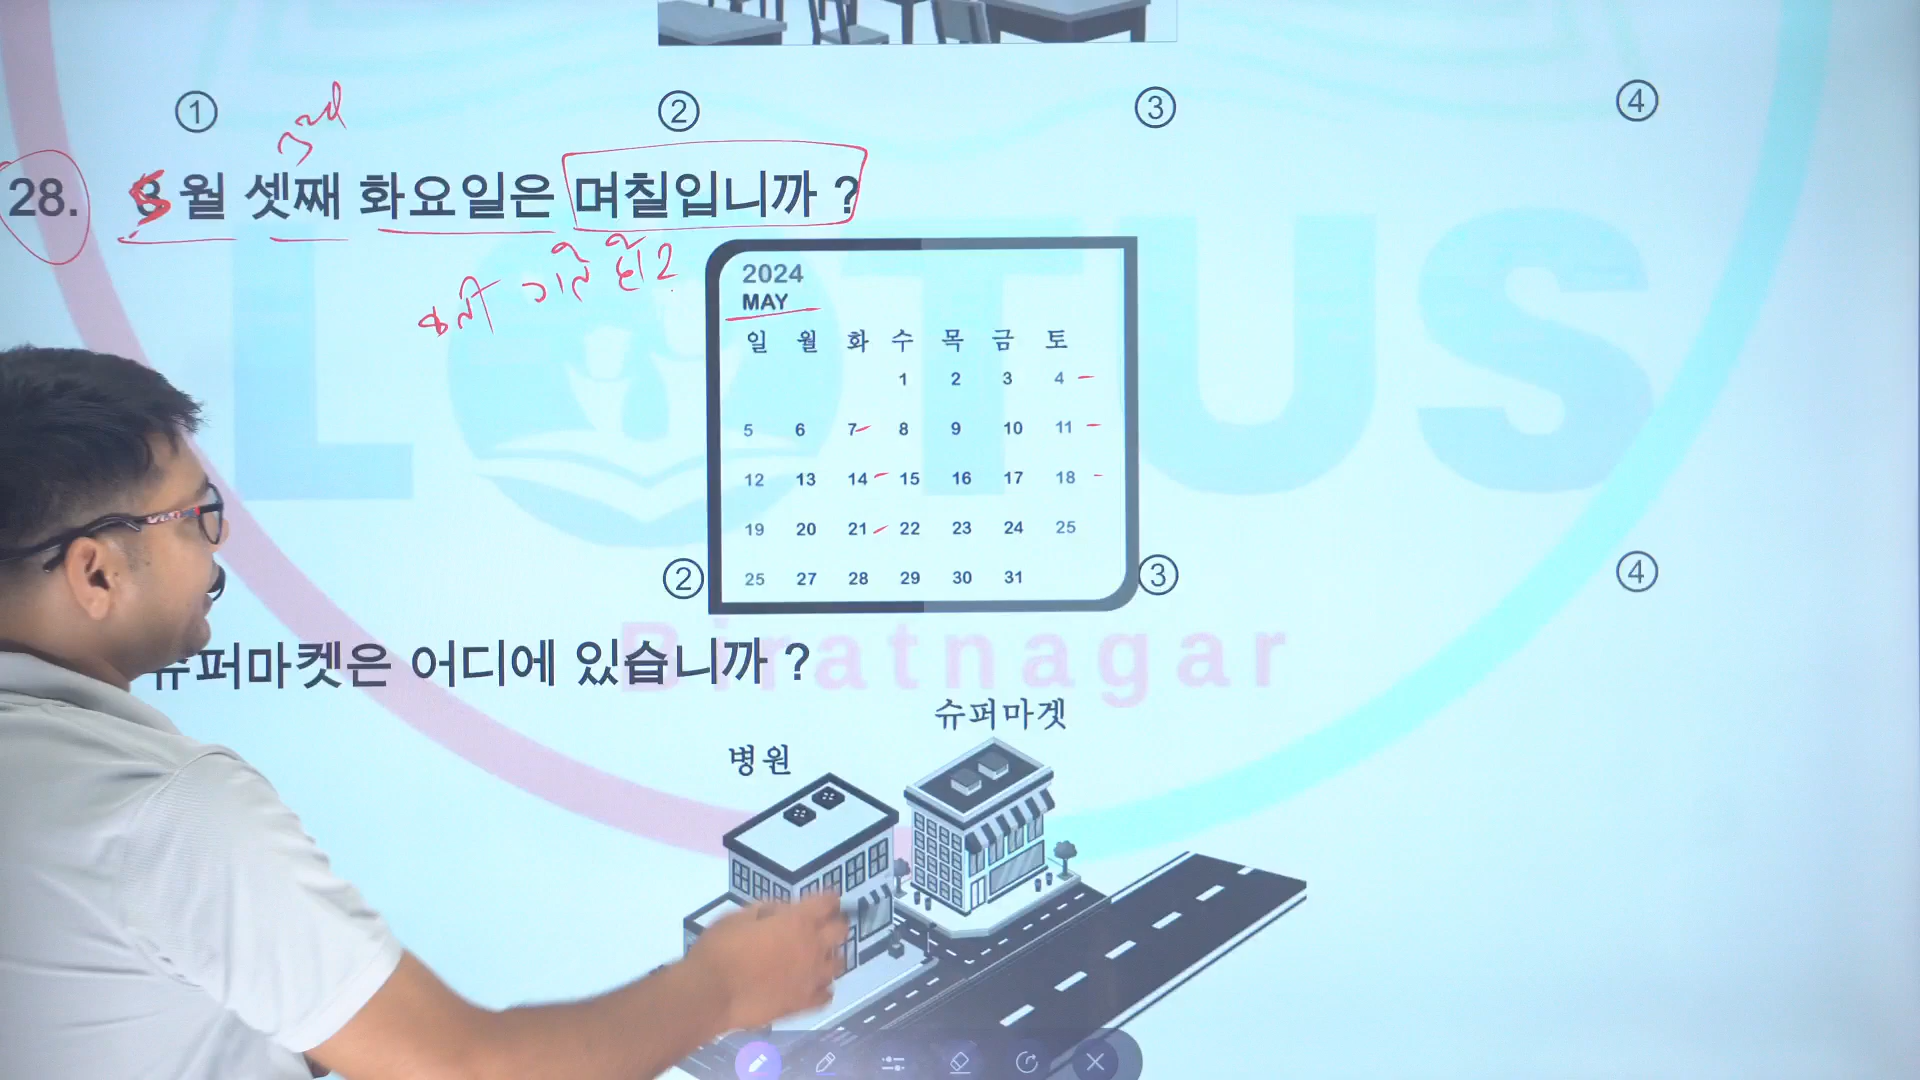 ① ② ③ ④
3rd
28. 5월 셋째 화요일은 며칠입니까 ?
गते हो?
2024
MAY
일 월 화 수 목 금 토
1 2 3 4
5 6 7 8 9 10 11
12 13 14 15 16 17 18
19 20 21 22 23 24 25
25 27 28 29 30 31
② ③ ④
슈퍼마켓은 어디에 있습니까 ?
슈퍼마겟
병원
LOTUS
Biratnagar